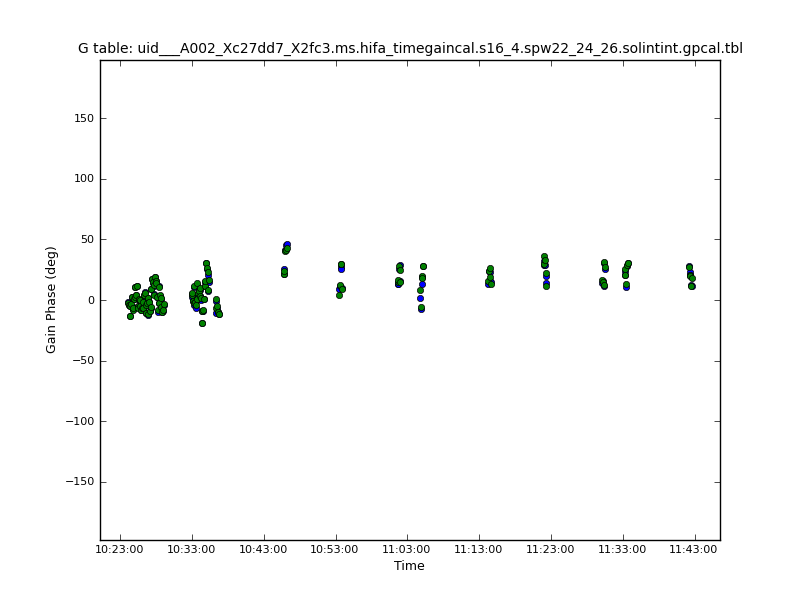 G table: uid___A002_Xc27dd7_X2fc3.ms.hifa_timegaincal.s16_4.spw22_24_26.solintint.gpcal.tbl
150
100
50
0
−50
−100
−150
Gain Phase (deg)
10:23:00 10:33:00 10:43:00 10:53:00 11:03:00 11:13:00 11:23:00 11:33:00 11:43:00
Time